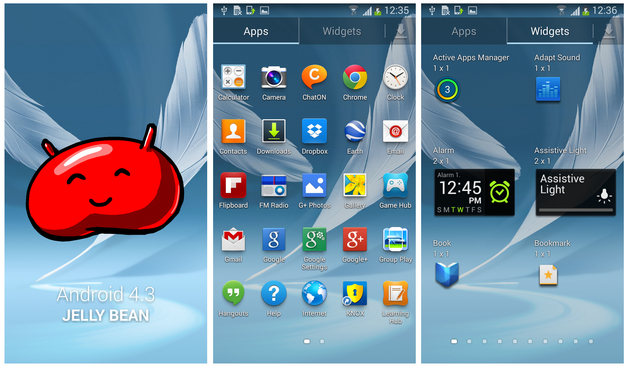 Android 4.3
JELLY BEAN
12:35
Apps
Widgets
Calculator
Camera
ChatON
Chrome
Clock
Contacts
Downloads
Dropbox
Earth
Email
Flipboard
FM Radio
G+ Photos
Gallery
Game Hub
Gmail
Google
Google
Settings
Google+
Group Play
Hangouts
Help
Internet
KNOX
Learning
Hub
12:36
Apps
Widgets
Active Apps Manager
1 x 1
3
Adapt Sound
1 x 1
Alarm
2 x 1
Alarm 1.
12:45
PM
S M T W T F S
Assistive Light
2 x 1
Assistive
Light
Book
1 x 1
Bookmark
1 x 1